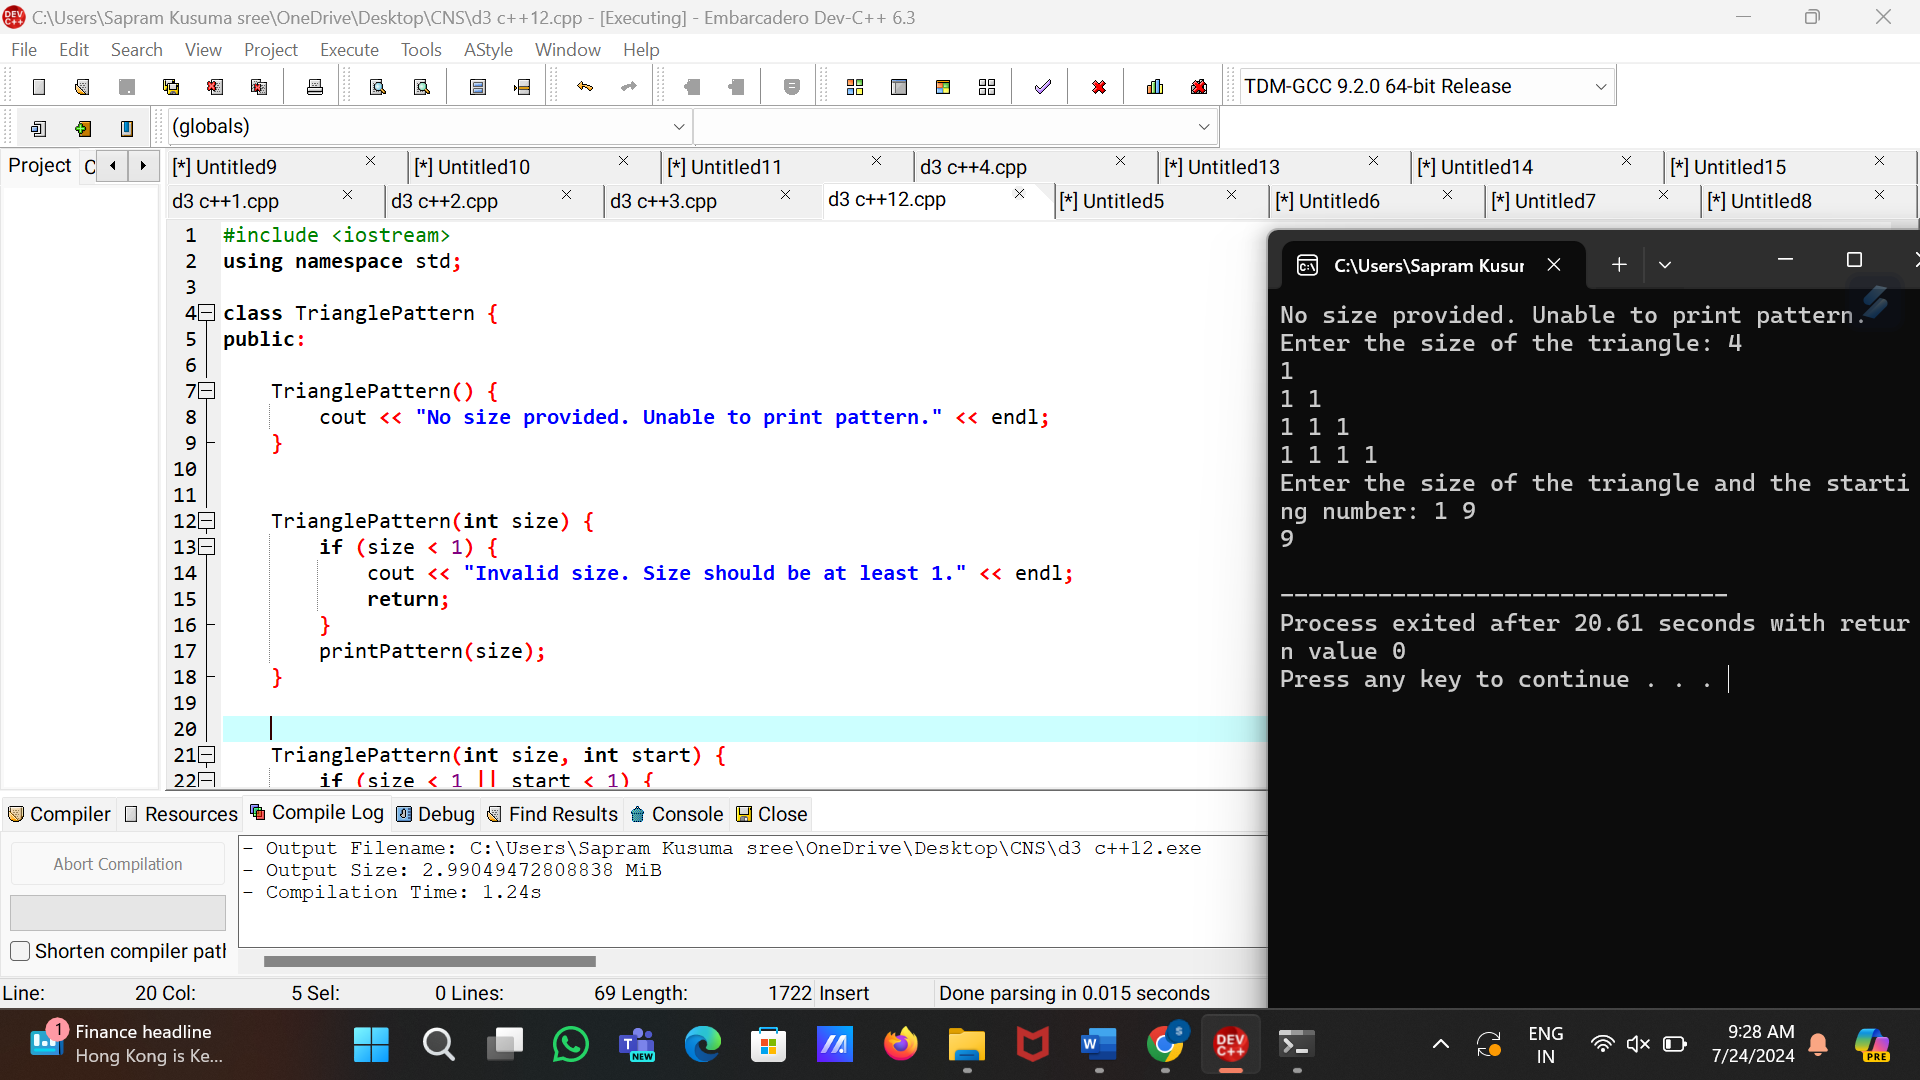 C:\Users\Sapram Kusuma sree\OneDrive\Desktop\CNS\d3 c++12.cpp - [Executing] - Embarcadero Dev-C++ 6.3
File Edit Search View Project Execute Tools AStyle Window Help
TDM-GCC 9.2.0 64-bit Release
(globals)
Project C
[*] Untitled9 [*] Untitled10 [*] Untitled11 d3 c++4.cpp [*] Untitled13 [*] Untitled14 [*] Untitled15
d3 c++1.cpp d3 c++2.cpp d3 c++3.cpp d3 c++12.cpp [*] Untitled5 [*] Untitled6 [*] Untitled7 [*] Untitled8
1 #include <iostream>
2 using namespace std;
3
4 class TrianglePattern {
5 public:
6
7 TrianglePattern() {
8 cout << "No size provided. Unable to print pattern." << endl;
9 }
10
11
12 TrianglePattern(int size) {
13 if (size < 1) {
14 cout << "Invalid size. Size should be at least 1." << endl;
15 return;
16 }
17 printPattern(size);
18 }
19
20
21 TrianglePattern(int size, int start) {
22 if (size < 1 || start < 1) {
C:\Users\Sapram Kusur
No size provided. Unable to print pattern.
Enter the size of the triangle: 4
1
1 1
1 1 1
1 1 1 1
Enter the size of the triangle and the starti
ng number: 1 9
9
--------------------------------
Process exited after 20.61 seconds with retur
n value 0
Press any key to continue . . .
Compiler Resources Compile Log Debug Find Results Console Close
Abort Compilation
Shorten compiler path
- Output Filename: C:\Users\Sapram Kusuma sree\OneDrive\Desktop\CNS\d3 c++12.exe
- Output Size: 2.99049472808838 MiB
- Compilation Time: 1.24s
Line: 20 Col: 5 Sel: 0 Lines: 69 Length: 1722 Insert Done parsing in 0.015 seconds
1 Finance headline
Hong Kong is Ke...
NEW
DEV C++
ENG
IN
9:28 AM
7/24/2024
PRE